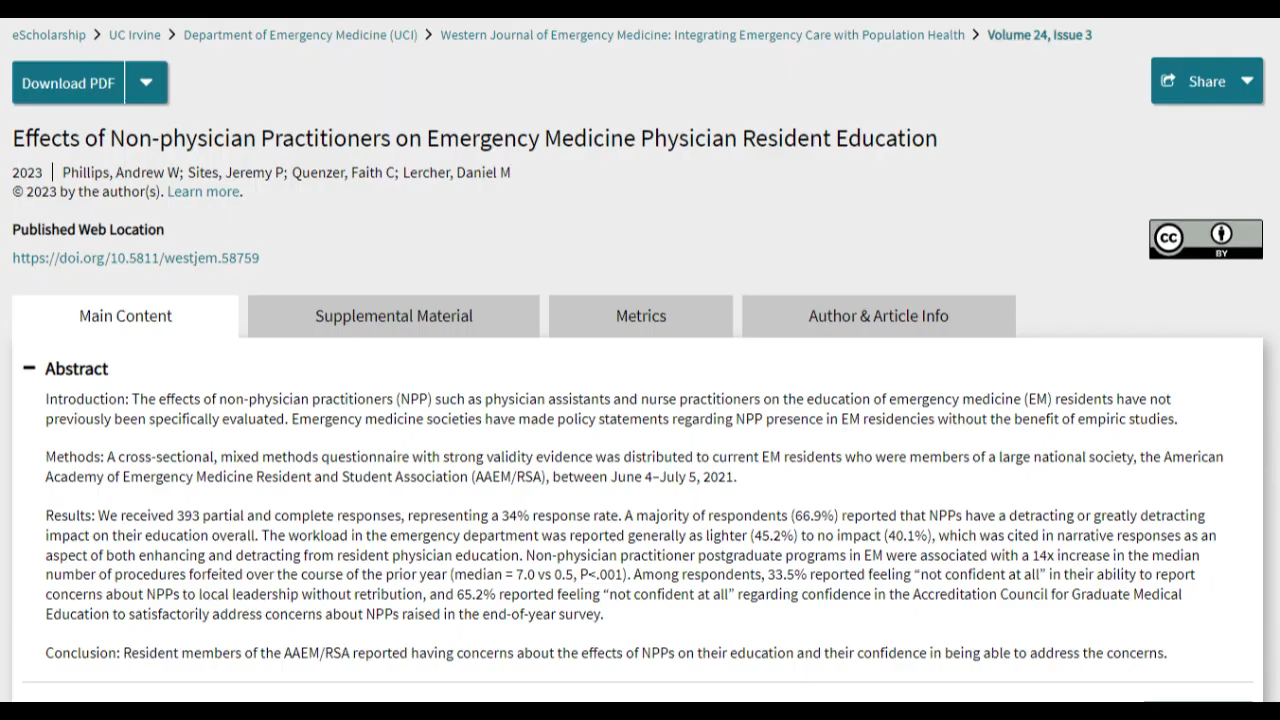 eScholarship > UC Irvine > Department of Emergency Medicine (UCI) > Western Journal of Emergency Medicine: Integrating Emergency Care with Population Health > Volume 24, Issue 3
Download PDF
Share
Effects of Non-physician Practitioners on Emergency Medicine Physician Resident Education
2023 | Phillips, Andrew W; Sites, Jeremy P; Quenzer, Faith C; Lercher, Daniel M
© 2023 by the author(s). Learn more.
Published Web Location
https://doi.org/10.5811/westjem.58759
cc
BY
Main Content
Supplemental Material
Metrics
Author & Article Info
Abstract
Introduction: The effects of non-physician practitioners (NPP) such as physician assistants and nurse practitioners on the education of emergency medicine (EM) residents have not
previously been specifically evaluated. Emergency medicine societies have made policy statements regarding NPP presence in EM residencies without the benefit of empiric studies.
Methods: A cross-sectional, mixed methods questionnaire with strong validity evidence was distributed to current EM residents who were members of a large national society, the American
Academy of Emergency Medicine Resident and Student Association (AAEM/RSA), between June 4–July 5, 2021.
Results: We received 393 partial and complete responses, representing a 34% response rate. A majority of respondents (66.9%) reported that NPPs have a detracting or greatly detracting
impact on their education overall. The workload in the emergency department was reported generally as lighter (45.2%) to no impact (40.1%), which was cited in narrative responses as an
aspect of both enhancing and detracting from resident physician education. Non-physician practitioner postgraduate programs in EM were associated with a 14x increase in the median
number of procedures forfeited over the course of the prior year (median = 7.0 vs 0.5, P<.001). Among respondents, 33.5% reported feeling “not confident at all” in their ability to report
concerns about NPPs to local leadership without retribution, and 65.2% reported feeling “not confident at all” regarding confidence in the Accreditation Council for Graduate Medical
Education to satisfactorily address concerns about NPPs raised in the end-of-year survey.
Conclusion: Resident members of the AAEM/RSA reported having concerns about the effects of NPPs on their education and their confidence in being able to address the concerns.